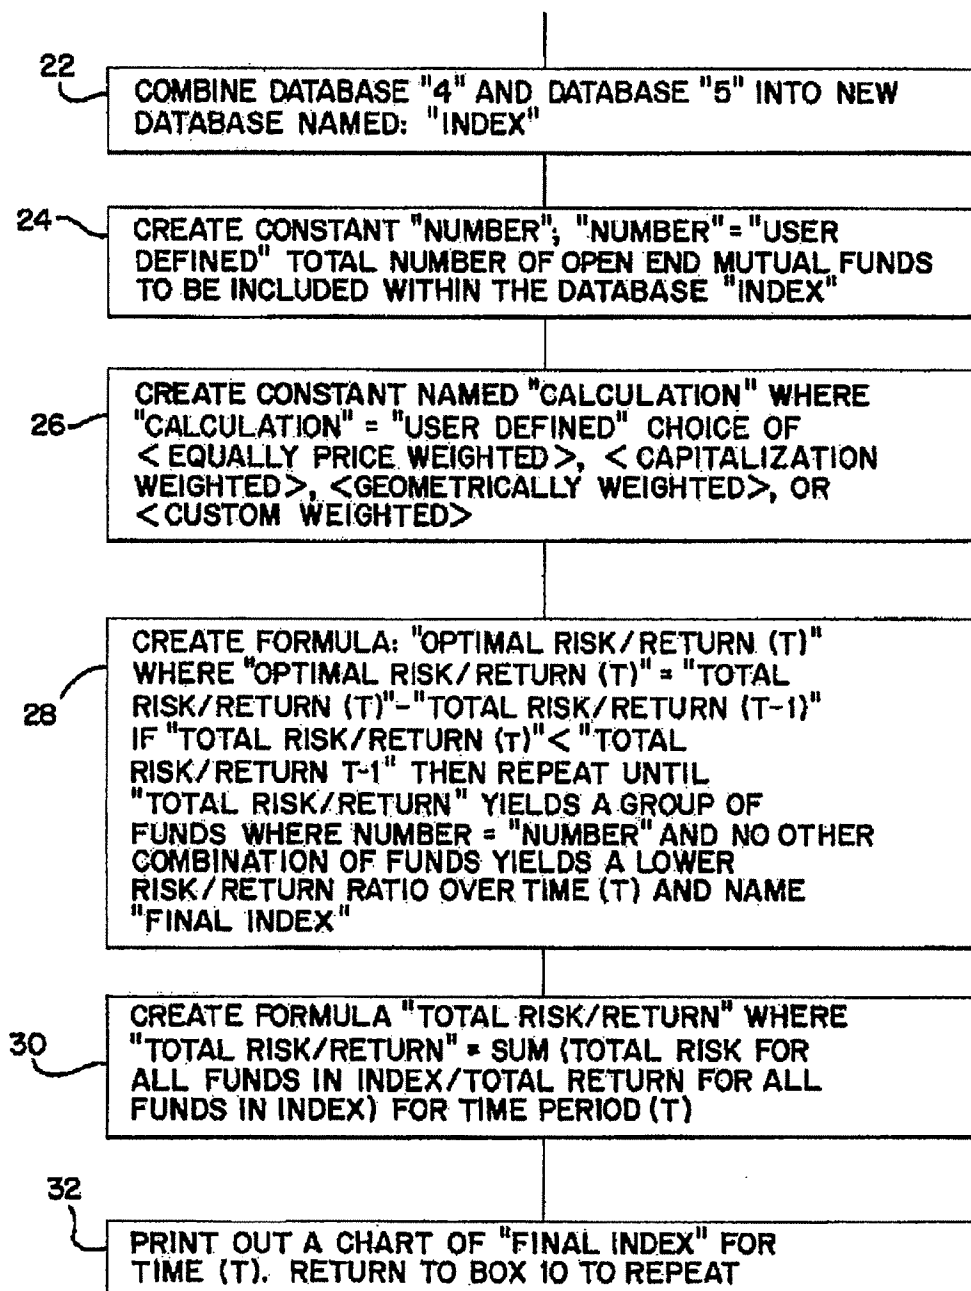 22
COMBINE DATABASE "4" AND DATABASE "5" INTO NEW
DATABASE NAMED: "INDEX"
24
CREATE CONSTANT "NUMBER"; "NUMBER" = "USER
DEFINED" TOTAL NUMBER OF OPEN END MUTUAL FUNDS
TO BE INCLUDED WITHIN THE DATABASE "INDEX"
26
CREATE CONSTANT NAMED "CALCULATION" WHERE
"CALCULATION" = "USER DEFINED" CHOICE OF
<EQUALLY PRICE WEIGHTED>, <CAPITALIZATION
WEIGHTED>, <GEOMETRICALLY WEIGHTED>, OR
<CUSTOM WEIGHTED>
28
CREATE FORMULA: "OPTIMAL RISK/RETURN (T)"
WHERE "OPTIMAL RISK/RETURN (T)" = "TOTAL
RISK/RETURN (T)"-"TOTAL RISK/RETURN (T-1)"
IF "TOTAL RISK/RETURN (T)" < "TOTAL
RISK/RETURN T-1" THEN REPEAT UNTIL
"TOTAL RISK/RETURN" YIELDS A GROUP OF
FUNDS WHERE NUMBER = "NUMBER" AND NO OTHER
COMBINATION OF FUNDS YIELDS A LOWER
RISK/RETURN RATIO OVER TIME (T) AND NAME
"FINAL INDEX"
30
CREATE FORMULA "TOTAL RISK/RETURN" WHERE
"TOTAL RISK/RETURN" = SUM (TOTAL RISK FOR
ALL FUNDS IN INDEX/TOTAL RETURN FOR ALL
FUNDS IN INDEX) FOR TIME PERIOD (T)
32
PRINT OUT A CHART OF "FINAL INDEX" FOR
TIME (T). RETURN TO BOX 10 TO REPEAT